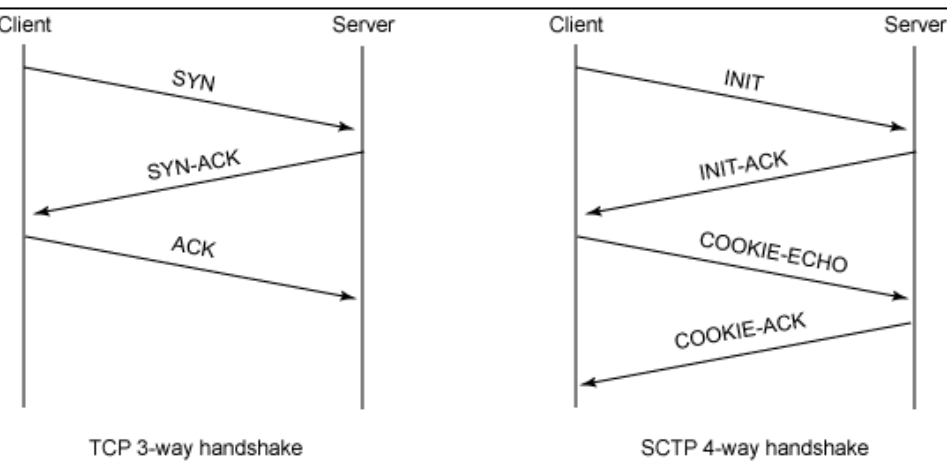 Client Server Client Server
SYN INIT
SYN-ACK INIT-ACK
ACK COOKIE-ECHO
COOKIE-ACK
TCP 3-way handshake SCTP 4-way handshake